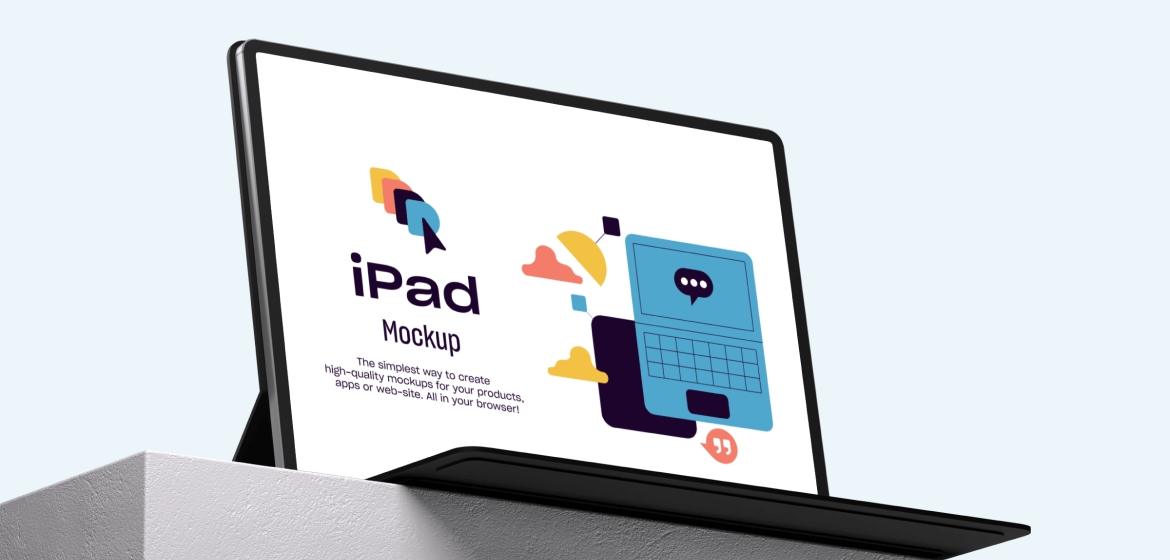 iPad
Mockup
The simplest way to create
high-quality mockups for your products,
apps or web-site. All in your browser!